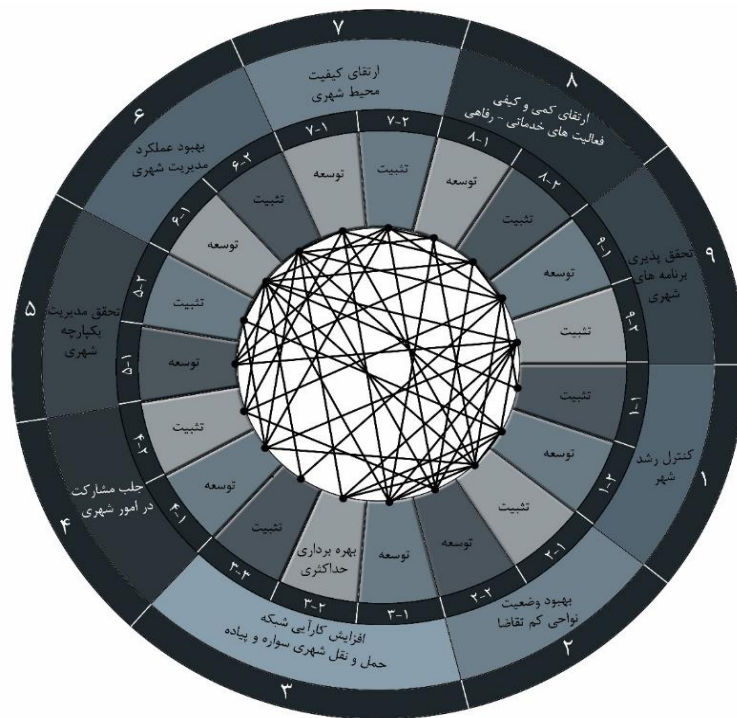 ۱
کنترل رشد
شهر
۱-۱
تثبیت
۱-۲
توسعه
۲
بهبود وضعیت
نواحی کم تقاضا
۲-۱
تثبیت
۲-۲
توسعه
۳
افزایش کارآیی شبکه
حمل و نقل شهری سواره و پیاده
۳-۱
توسعه
۳-۲
بهره برداری
حداکثری
۳-۳
تثبیت
۴
جلب مشارکت
در امور شهری
۴-۱
توسعه
۴-۲
تثبیت
۵
تحقق مدیریت
یکپارچه
شهری
۵-۱
توسعه
۵-۲
تثبیت
۶
بهبود عملکرد
مدیریت شهری
۶-۱
توسعه
۶-۲
تثبیت
۷
ارتقای کیفیت
محیط شهری
۷-۱
توسعه
۷-۲
تثبیت
۸
ارتقای کمی و کیفی
فعالیت های خدماتی - رفاهی
۸-۱
توسعه
۸-۲
تثبیت
۹
تحقق پذیری
برنامه های
شهری
۹-۱
توسعه
۹-۲
تثبیت